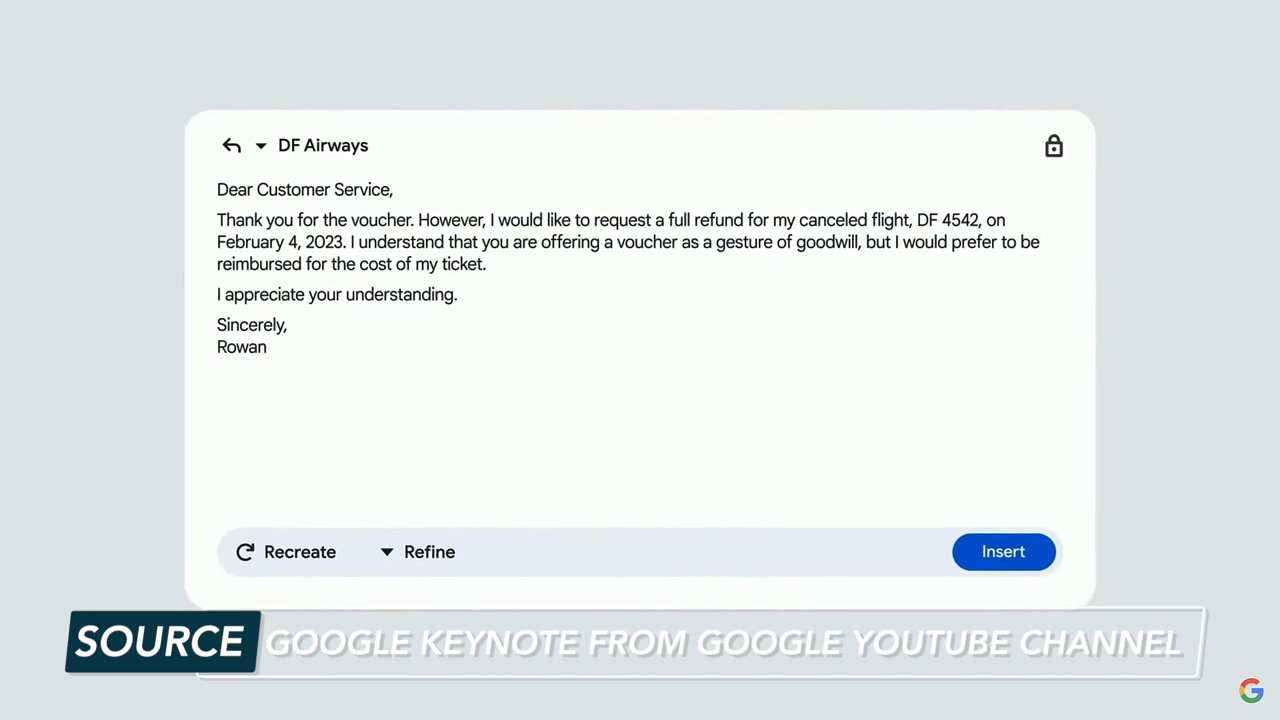 DF Airways
Dear Customer Service,
Thank you for the voucher. However, I would like to request a full refund for my canceled flight, DF 4542, on
February 4, 2023. I understand that you are offering a voucher as a gesture of goodwill, but I would prefer to be
reimbursed for the cost of my ticket.
I appreciate your understanding.
Sincerely,
Rowan
Recreate Refine Insert
SOURCE GOOGLE KEYNOTE FROM GOOGLE YOUTUBE CHANNEL
G